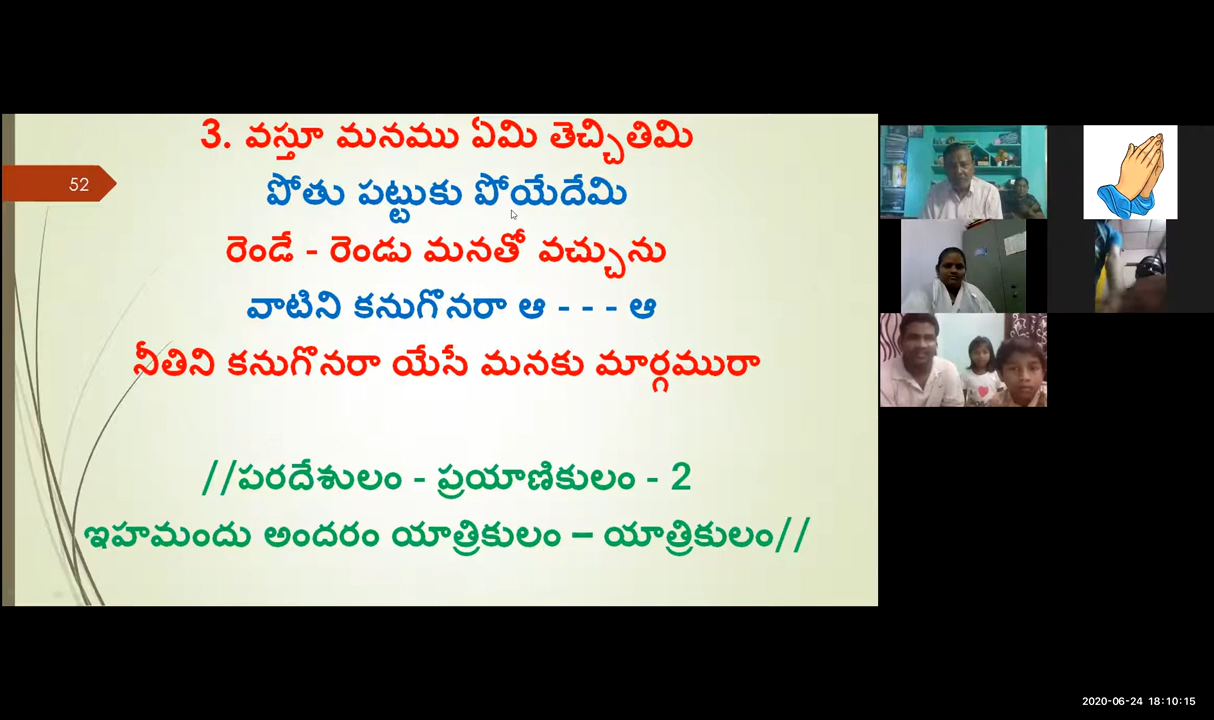 3. వస్తూ మనము ఏమి తెచ్చితిమి
52
పోతు పట్టుకు పోయేదేమి
రెండే - రెండు మనతో వచ్చును
వాటిని కనుగొనరా ఆ - - - ఆ
నీతిని కనుగొనరా యేసే మనకు మార్గమురా
//పరదేశులం - ప్రయాణికులం - 2
ఇహమందు అందరం యాత్రికులం – యాత్రికులం//
2020-06-24 18:10:15